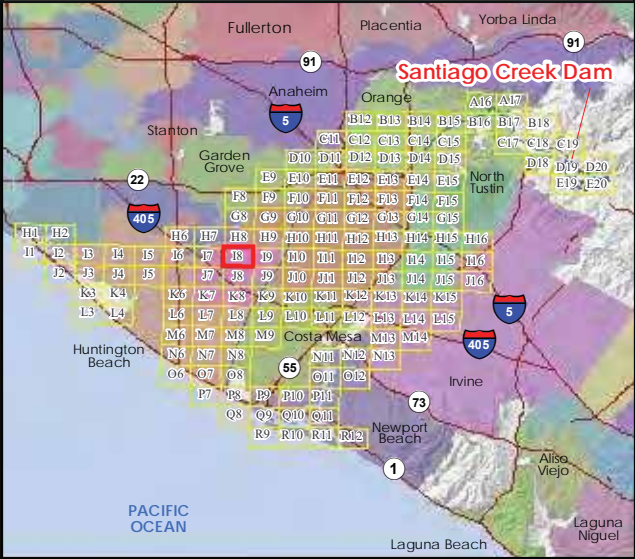 Fullerton
Placentia
Yorba Linda
91
91
Santiago Creek Dam
Anaheim
Orange
5
Stanton
Garden
Grove
22
405
North
Tustin
A16 A17
B12 B13 B14 B15 B16 B17 B18
C11 C12 C13 C14 C15 C17 C18 C19
D10 D11 D12 D13 D14 D15 D18 D19 D20
E9 E10 E11 E12 E13 E14 E15 E19 E20
F8 F9 F10 F11 F12 F13 F14 F15
G8 G9 G10 G11 G12 G13 G14 G15
H1 H2 H6 H7 H8 H9 H10 H11 H12 H13 H14 H15 H16
I1 I2 I3 I4 I5 I6 I7 I8 I9 I10 I11 I12 I13 I14 I15 I16
J2 J3 J4 J5 J7 J8 J9 J10 J11 J12 J13 J14 J15 J16
K3 K4 K6 K7 K8 K9 K10 K11 K12 K13 K14 K15
L3 L4 L6 L7 L8 L9 L10 L11 L12 L13 L14 L15
M6 M7 M8 M9 Costa Mesa M13 M14
N6 N7 N8 N11 N12 N13
O6 O7 O8 O11 O12
P7 P8 P9 P10 P11
Q8 Q9 Q10 Q11
R9 R10 R11 R12
5
405
Huntington
Beach
55
Irvine
73
Newport
Beach
1
Aliso
Viejo
PACIFIC
OCEAN
Laguna
Niguel
Laguna Beach